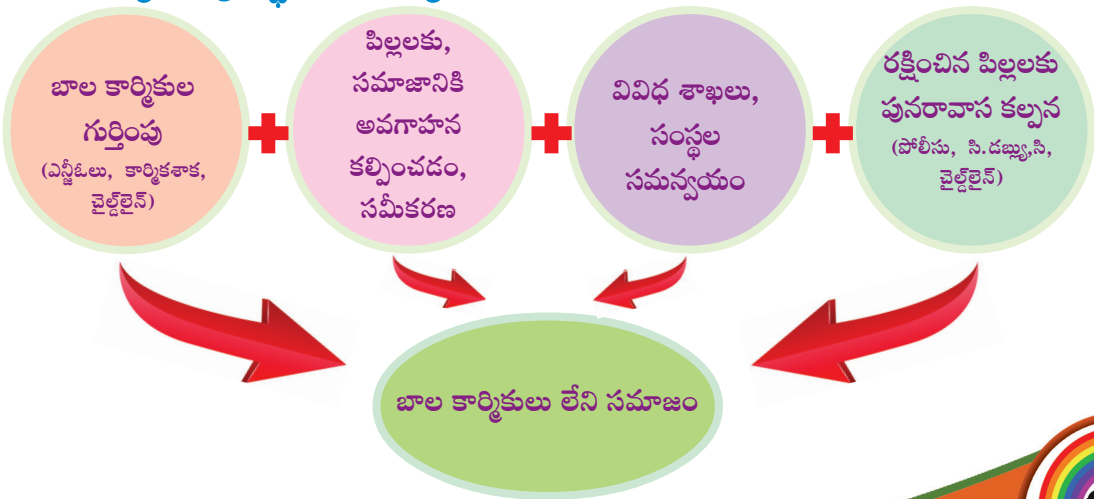 బాల కార్మికుల
గుర్తింపు
(ఎన్జీఓలు, కార్మికశాక,
చైల్డ్‌లైన్)
పిల్లలకు,
సమాజానికి
అవగాహన
కల్పించడం,
సమీకరణ
వివిధ శాఖలు,
సంస్థల
సమన్వయం
రక్షించిన పిల్లలకు
పునరావాస కల్పన
(పోలీసు, సి.డబ్ల్యు,సి,
చైల్డ్‌లైన్)
బాల కార్మికులు లేని సమాజం